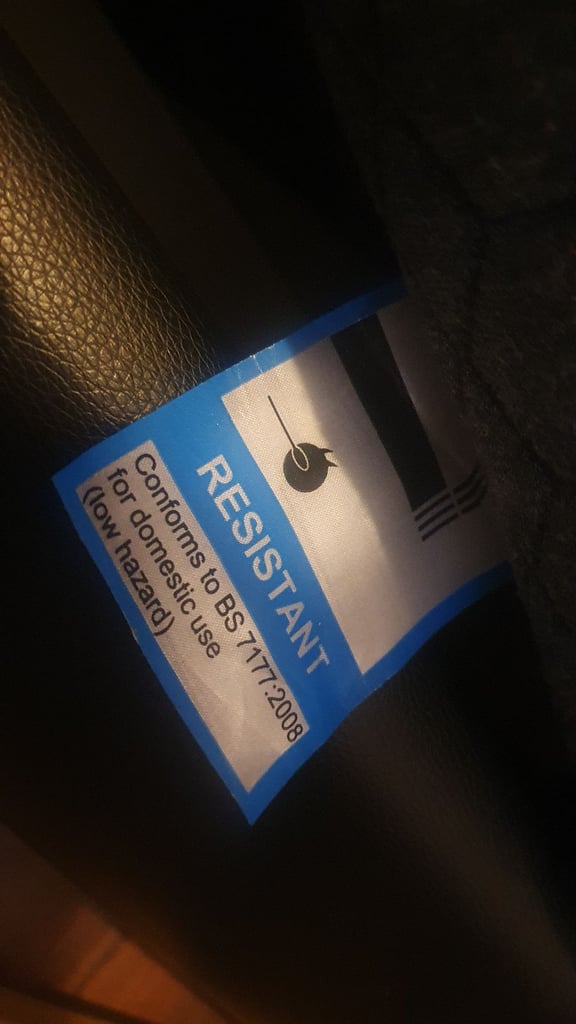 RESISTANT
Conforms to BS 7177:2008
for domestic use
(low hazard)